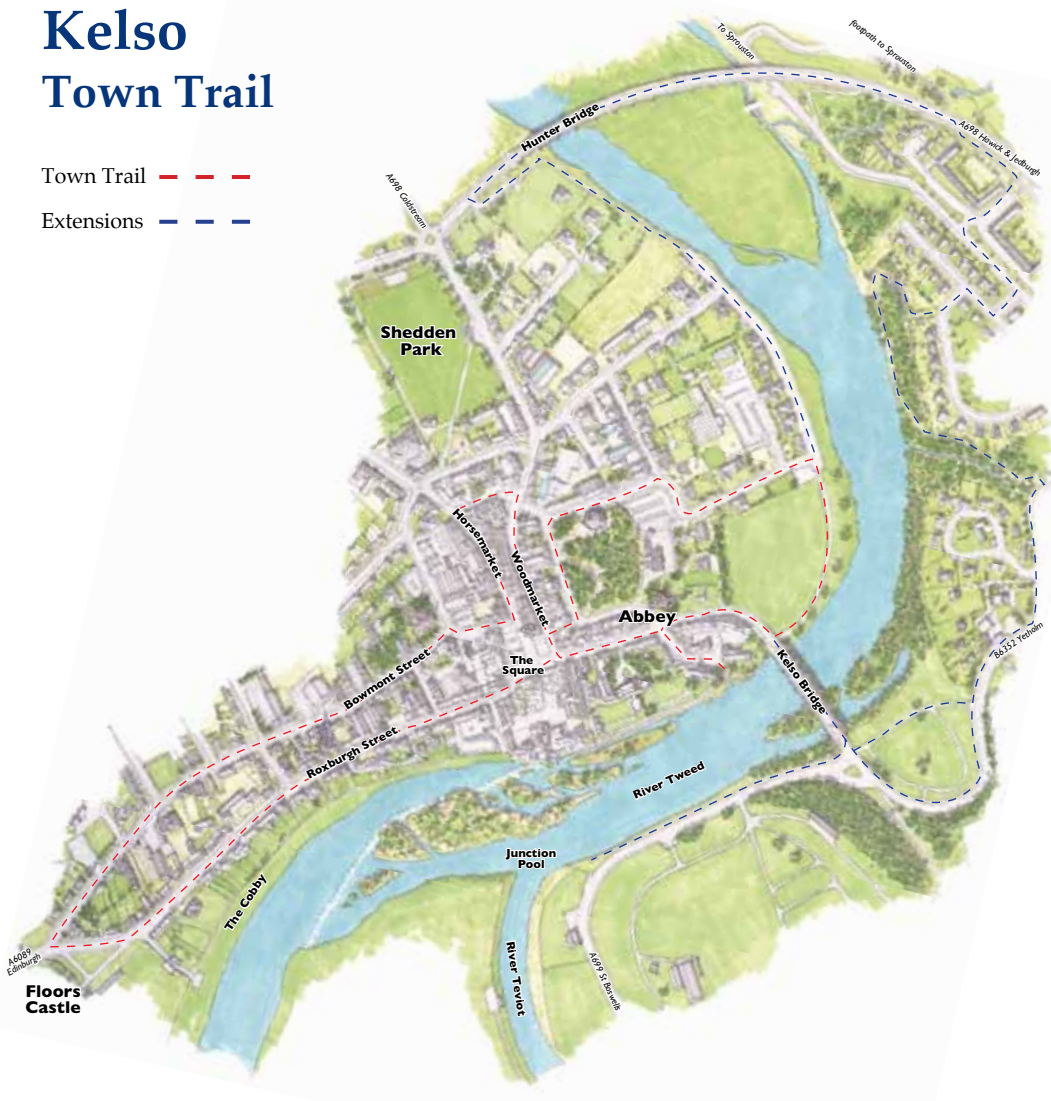 Kelso
Town Trail
Town Trail
Extensions
To Sprouston
footpath to Sprouston
Hunter Bridge
A698 Hawick & Jedburgh
A698 Coldstream
Shedden
Park
Horsemarket
Woodmarket
Abbey
The
Square
Kelso Bridge
B6352 Yetholm
Bowmont Street
Roxburgh Street
River Tweed
Junction
Pool
The Cobby
River Teviot
A699 St Boswells
A6089
Edinburgh
Floors
Castle